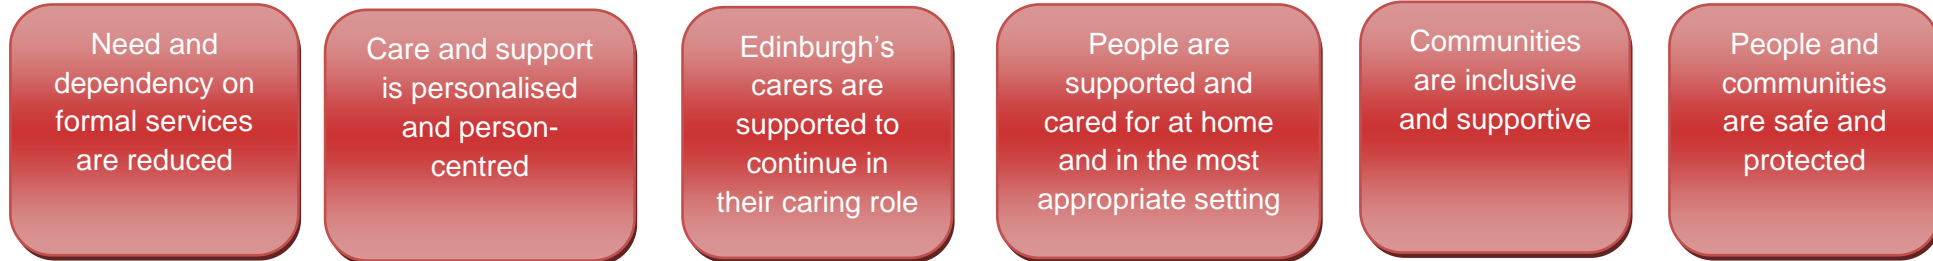 Need and
dependency on
formal services
are reduced
Care and support
is personalised
and person-
centred
Edinburgh’s
carers are
supported to
continue in
their caring role
People are
supported and
cared for at home
and in the most
appropriate setting
Communities
are inclusive
and supportive
People and
communities
are safe and
protected